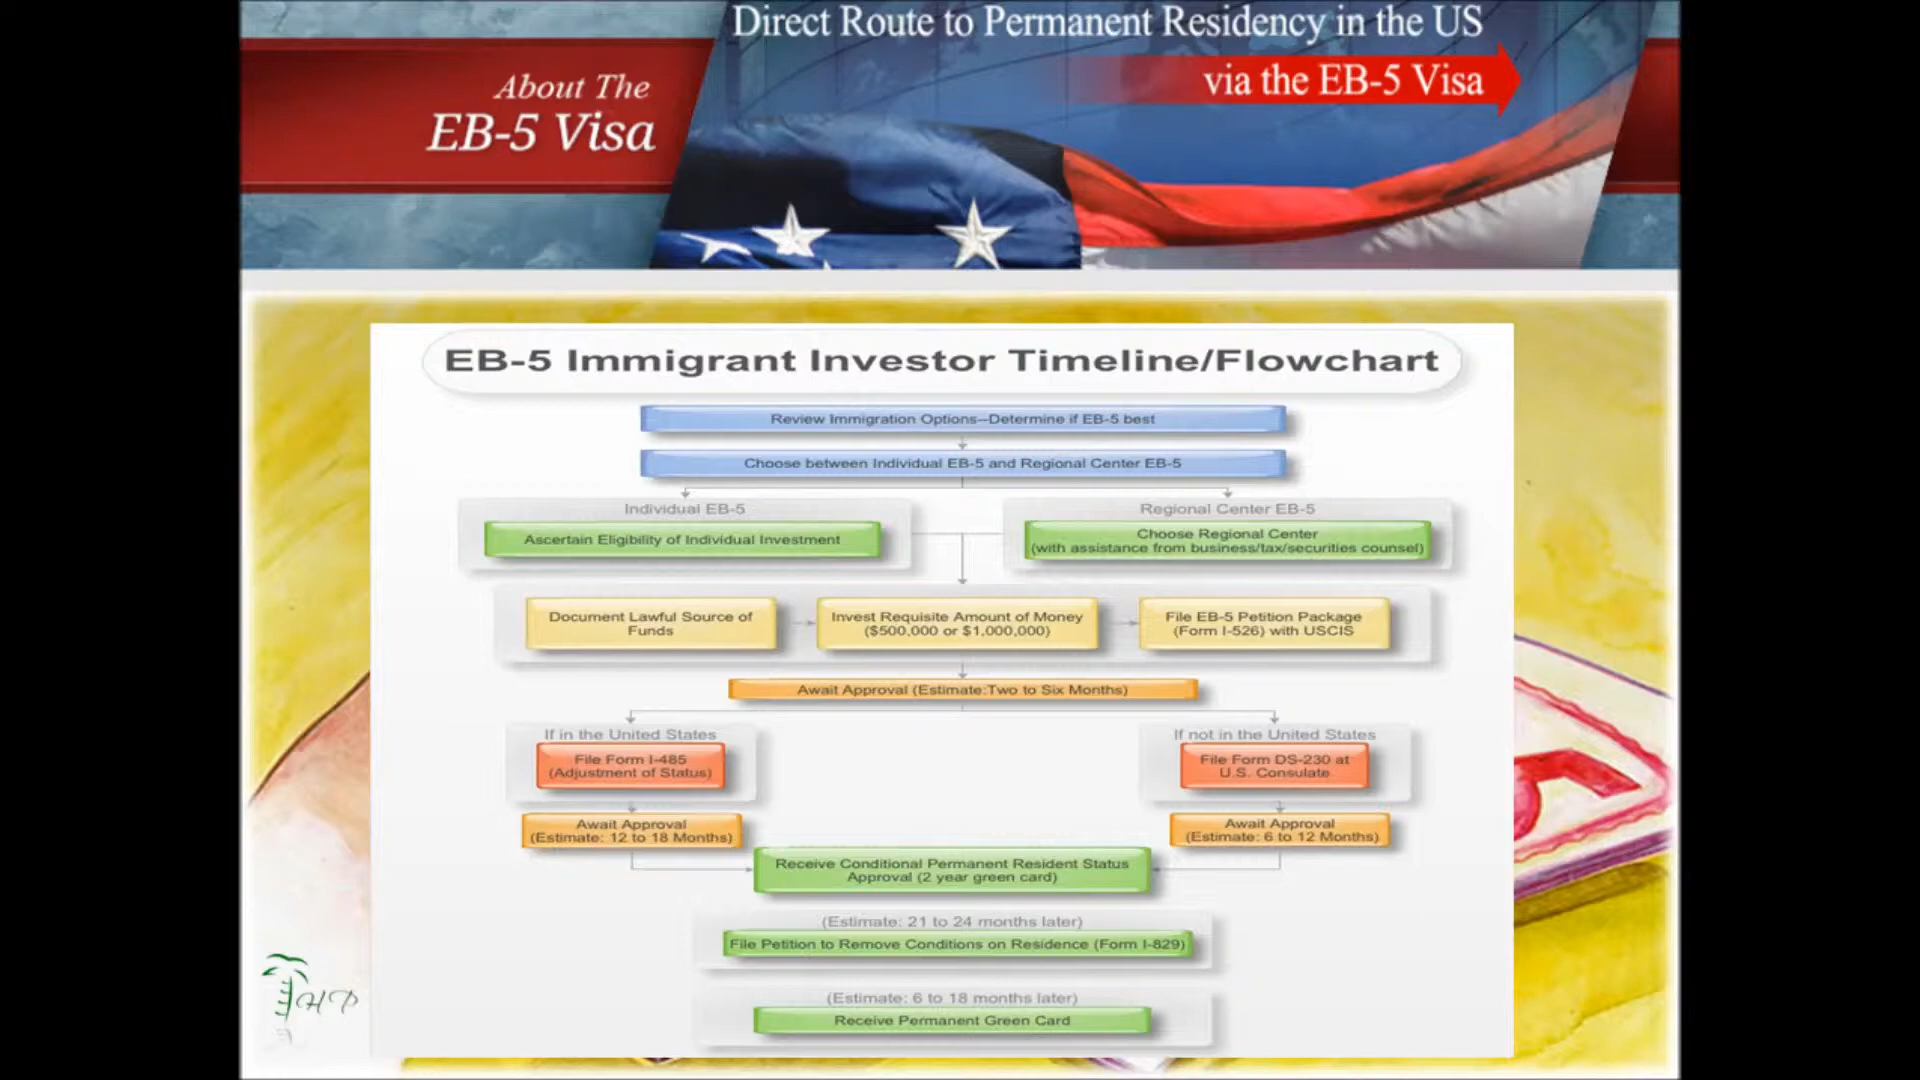 Direct Route to Permanent Residency in the US
via the EB-5 Visa
About The
EB-5 Visa
EB-5 Immigrant Investor Timeline/Flowchart
Review Immigration Options--Determine if EB-5 best
Choose between Individual EB-5 and Regional Center EB-5
Individual EB-5
Ascertain Eligibility of Individual Investment
Regional Center EB-5
Choose Regional Center
(with assistance from business/tax/securities counsel)
Document Lawful Source of
Funds
Invest Requisite Amount of Money
($500,000 or $1,000,000)
File EB-5 Petition Package
(Form I-526) with USCIS
Await Approval (Estimate:Two to Six Months)
If in the United States
File Form I-485
(Adjustment of Status)
Await Approval
(Estimate: 12 to 18 Months)
If not in the United States
File Form DS-230 at
U.S. Consulate
Await Approval
(Estimate: 6 to 12 Months)
Receive Conditional Permanent Resident Status
Approval (2 year green card)
(Estimate: 21 to 24 months later)
File Petition to Remove Conditions on Residence (Form I-829)
(Estimate: 6 to 18 months later)
Receive Permanent Green Card